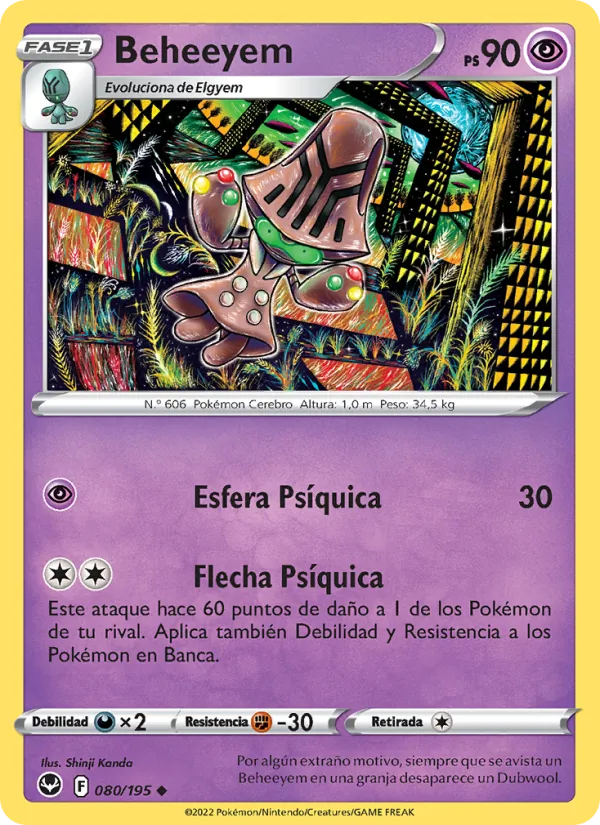 FASE 1
Beheeyem
PS 90
Evoluciona de Elgyem
N.º 606 Pokémon Cerebro Altura: 1,0 m Peso: 34,5 kg
Esfera Psíquica 30
Flecha Psíquica
Este ataque hace 60 puntos de daño a 1 de los Pokémon
de tu rival. Aplica también Debilidad y Resistencia a los
Pokémon en Banca.
Debilidad ×2 Resistencia -30 Retirada
Ilus. Shinji Kanda
Por algún extraño motivo, siempre que se avista un
Beheeyem en una granja desaparece un Dubwool.
F 080/195
©2022 Pokémon/Nintendo/Creatures/GAME FREAK